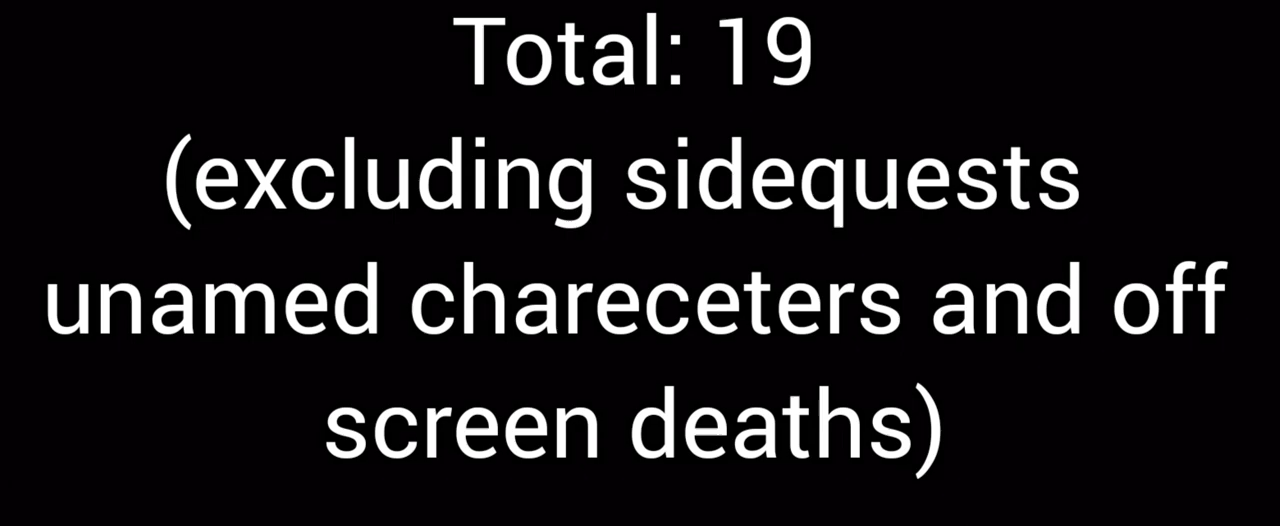 Total: 19
(excluding sidequests
unamed chareceters and off
screen deaths)